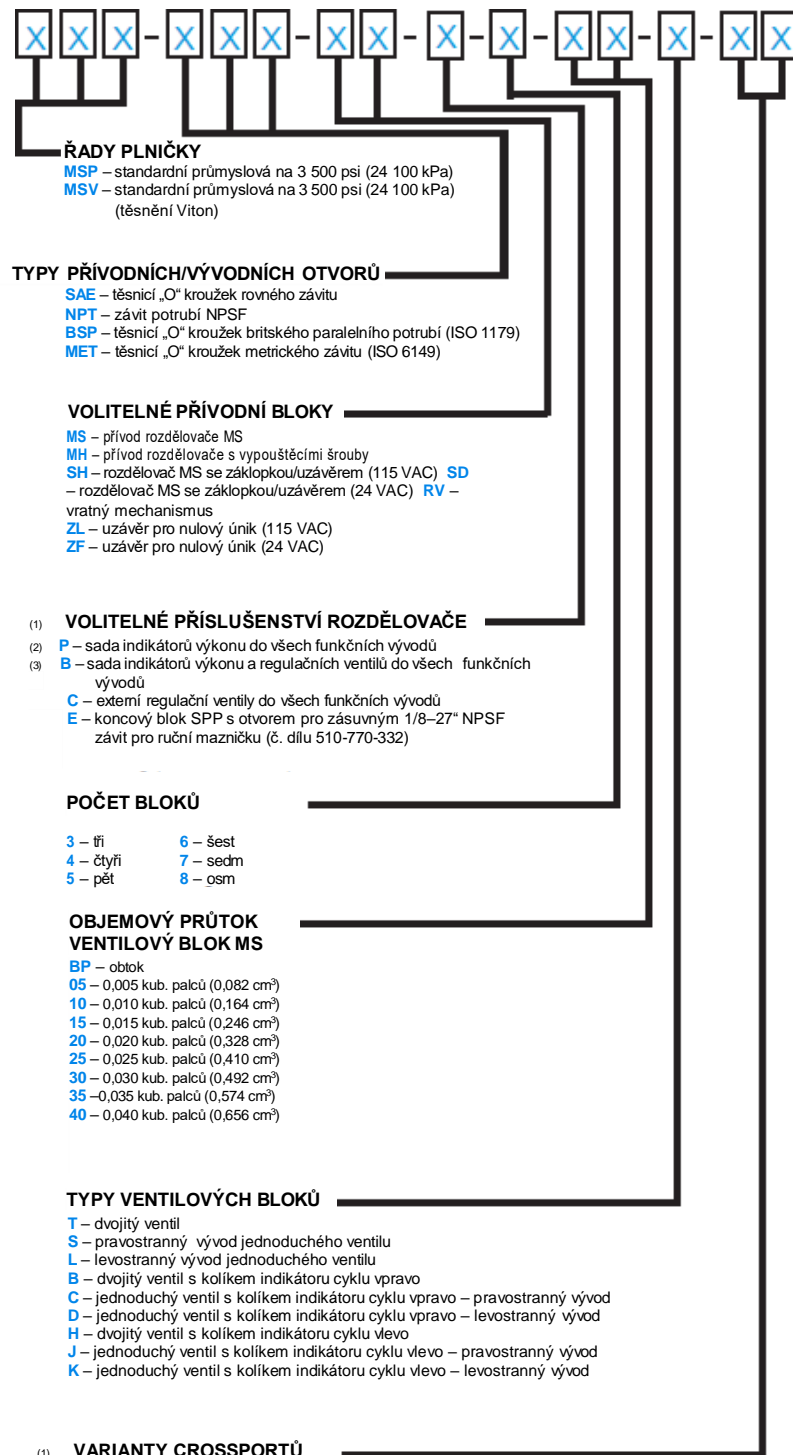 X X X - X X X - X X - X - X - X X - X - X X
ŘADY PLNIČKY
MSP – standardní průmyslová na 3 500 psi (24 100 kPa)
MSV – standardní průmyslová na 3 500 psi (24 100 kPa)
(těsnění Viton)
TYPY PŘÍVODNÍCH/VÝVODNÍCH OTVORŮ
SAE – těsnicí „O“ kroužek rovného závitu
NPT – závit potrubí NPSF
BSP – těsnicí „O“ kroužek britského paralelního potrubí (ISO 1179)
MET – těsnicí „O“ kroužek metrického závitu (ISO 6149)
VOLITELNÉ PŘÍVODNÍ BLOKY
MS – přívod rozdělovače MS
MH – přívod rozdělovače s vypouštěcími šrouby
SH – rozdělovač MS se záklopkou/uzávěrem (115 VAC) SD
– rozdělovač MS se záklopkou/uzávěrem (24 VAC) RV –
vratný mechanismus
ZL – uzávěr pro nulový únik (115 VAC)
ZF – uzávěr pro nulový únik (24 VAC)
(1) VOLITELNÉ PŘÍSLUŠENSTVÍ ROZDĚLOVAČE
(2) P – sada indikátorů výkonu do všech funkčních vývodů
(3) B – sada indikátorů výkonu a regulačních ventilů do všech funkčních
vývodů
C – externí regulační ventily do všech funkčních vývodů
E – koncový blok SPP s otvorem pro zásuvným 1/8–27“ NPSF
závit pro ruční mazničku (č. dílu 510-770-332)
POČET BLOKŮ
3 – tři 6 – šest
4 – čtyři 7 – sedm
5 – pět 8 – osm
OBJEMOVÝ PRŮTOK
VENTILOVÝ BLOK MS
BP – obtok
05 – 0,005 kub. palců (0,082 cm³)
10 – 0,010 kub. palců (0,164 cm³)
15 – 0,015 kub. palců (0,246 cm³)
20 – 0,020 kub. palců (0,328 cm³)
25 – 0,025 kub. palců (0,410 cm³)
30 – 0,030 kub. palců (0,492 cm³)
35 –0,035 kub. palců (0,574 cm³)
40 – 0,040 kub. palců (0,656 cm³)
TYPY VENTILOVÝCH BLOKŮ
T – dvojitý ventil
S – pravostranný vývod jednoduchého ventilu
L – levostranný vývod jednoduchého ventilu
B – dvojitý ventil s kolíkem indikátoru cyklu vpravo
C – jednoduchý ventil s kolíkem indikátoru cyklu vpravo – pravostranný vývod
D – jednoduchý ventil s kolíkem indikátoru cyklu vpravo – levostranný vývod
H – dvojitý ventil s kolíkem indikátoru cyklu vlevo
J – jednoduchý ventil s kolíkem indikátoru cyklu vlevo – pravostranný vývod
K – jednoduchý ventil s kolíkem indikátoru cyklu vlevo – levostranný vývod
(1) VARIANTY CROSSPORTŮ